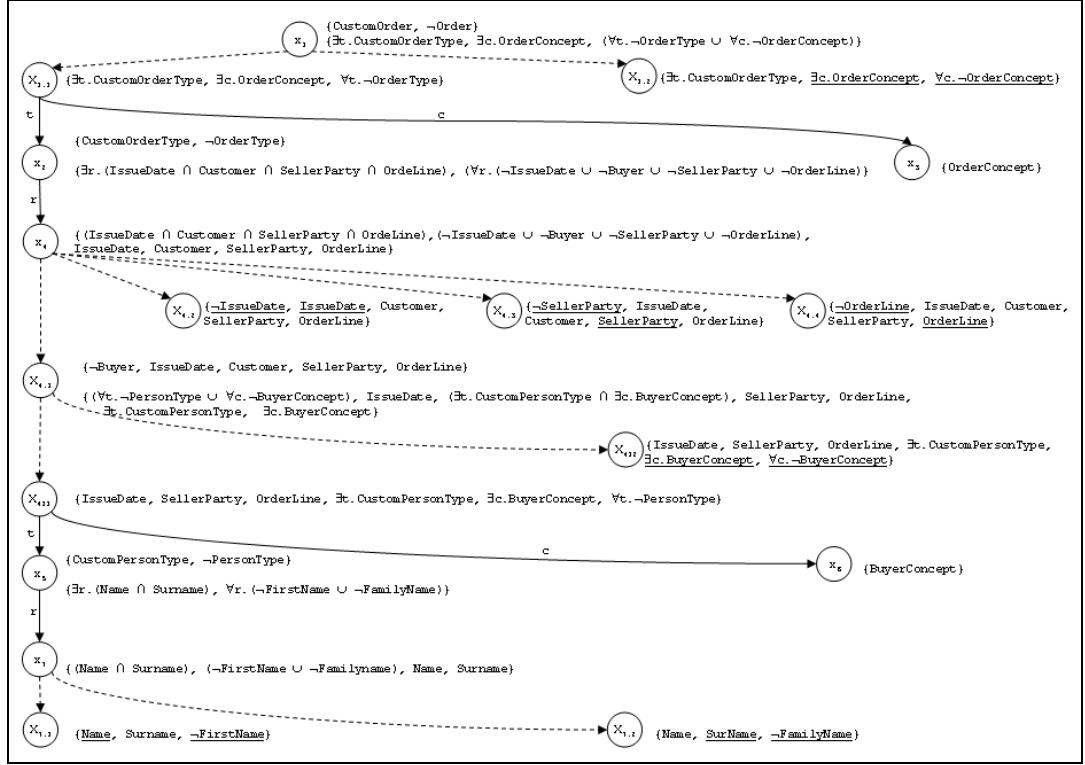 x₁ {CustomOrder, ¬Order}
{∃t.CustomOrderType, ∃c.OrderConcept, (∀t.¬OrderType ∪ ∀c.¬OrderConcept)}
X₁.₁ {∃t.CustomOrderType, ∃c.OrderConcept, ∀t.¬OrderType}
X₁.₂ {∃t.CustomOrderType, ∃c.OrderConcept, ∀c.¬OrderConcept}
t
c
{CustomOrderType, ¬OrderType}
x₂
{∃r.(IssueDate ∩ Customer ∩ SellerParty ∩ OrdeLine), (∀r.(¬IssueDate ∪ ¬Buyer ∪ ¬SellerParty ∪ ¬OrderLine)}
x₃ {OrderConcept}
r
x₄
{(IssueDate ∩ Customer ∩ SellerParty ∩ OrdeLine),(¬IssueDate ∪ ¬Buyer ∪ ¬SellerParty ∪ ¬OrderLine),
IssueDate, Customer, SellerParty, OrderLine}
X₄.₂ {¬IssueDate, IssueDate, Customer,
SellerParty, OrderLine}
X₄.₃ {¬SellerParty, IssueDate,
Customer, SellerParty, OrderLine}
X₄.₄ {¬OrderLine, IssueDate, Customer,
SellerParty, OrderLine}
{¬Buyer, IssueDate, Customer, SellerParty, OrderLine}
X₄.₁
{(∀t.¬PersonType ∪ ∀c.¬BuyerConcept), IssueDate, (∃t.CustomPersonType ∩ ∃c.BuyerConcept), SellerParty, OrderLine,
∃t.CustomPersonType, ∃c.BuyerConcept}
X₄₁₂ {IssueDate, SellerParty, OrderLine, ∃t.CustomPersonType,
∃c.BuyerConcept, ∀c.¬BuyerConcept}
X₄₁₁ {IssueDate, SellerParty, OrderLine, ∃t.CustomPersonType, ∃c.BuyerConcept, ∀t.¬PersonType}
t
c
{CustomPersonType, ¬PersonType}
x₅
{∃r.(Name ∩ Surname), ∀r.(¬FirstName ∪ ¬FamilyName)}
x₆ {BuyerConcept}
r
x₇
{(Name ∩ Surname), (¬FirstName ∪ ¬Familyname), Name, Surname}
X₇.₁ {Name, Surname, ¬FirstName}
X₇.₂ {Name, SurName, ¬FamilyName}